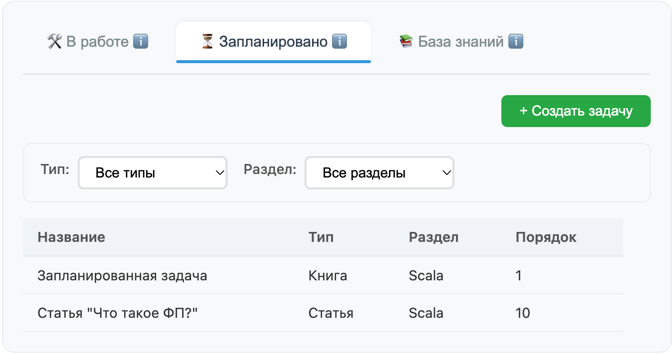 🛠️ В работе ℹ️ ⏳ Запланировано ℹ️ 📚 База знаний ℹ️
+ Создать задачу
Тип: Все типы Раздел: Все разделы
Название Тип Раздел Порядок
Запланированная задача Книга Scala 1
Статья "Что такое ФП?" Статья Scala 10